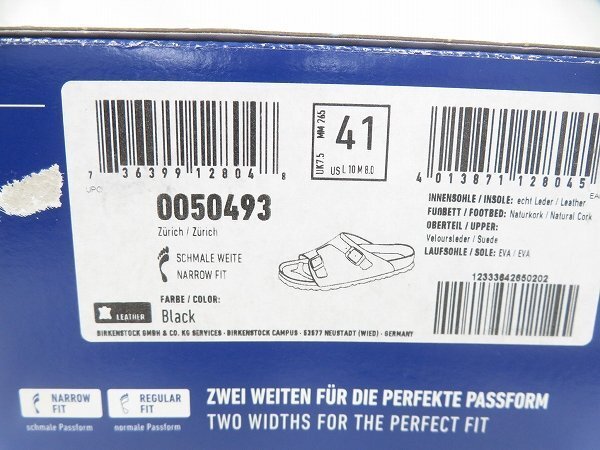 7 36399 12804 8
UPC
0050493
Zürich / Zürich
SCHMALE WEITE
NARROW FIT
LEATHER
FARBE / COLOR:
Black
UK 7.5 MM 265
41
US L 10 M 8.0
4 013871 128045
EA
INNENSOHLE / INSOLE: echt Leder / Leather
FUßBETT / FOOTBED: Naturkork / Natural Cork
OBERTEIL / UPPER:
Veloursleder / Suede
LAUFSOHLE / SOLE: EVA / EVA
12333842650202
BIRKENSTOCK GMBH & CO. KG SERVICES · BIRKENSTOCK CAMPUS · 53577 NEUSTADT (WIED) · GERMANY
NARROW FIT
schmale Passform
REGULAR FIT
normale Passform
ZWEI WEITEN FÜR DIE PERFEKTE PASSFORM
TWO WIDTHS FOR THE PERFECT FIT